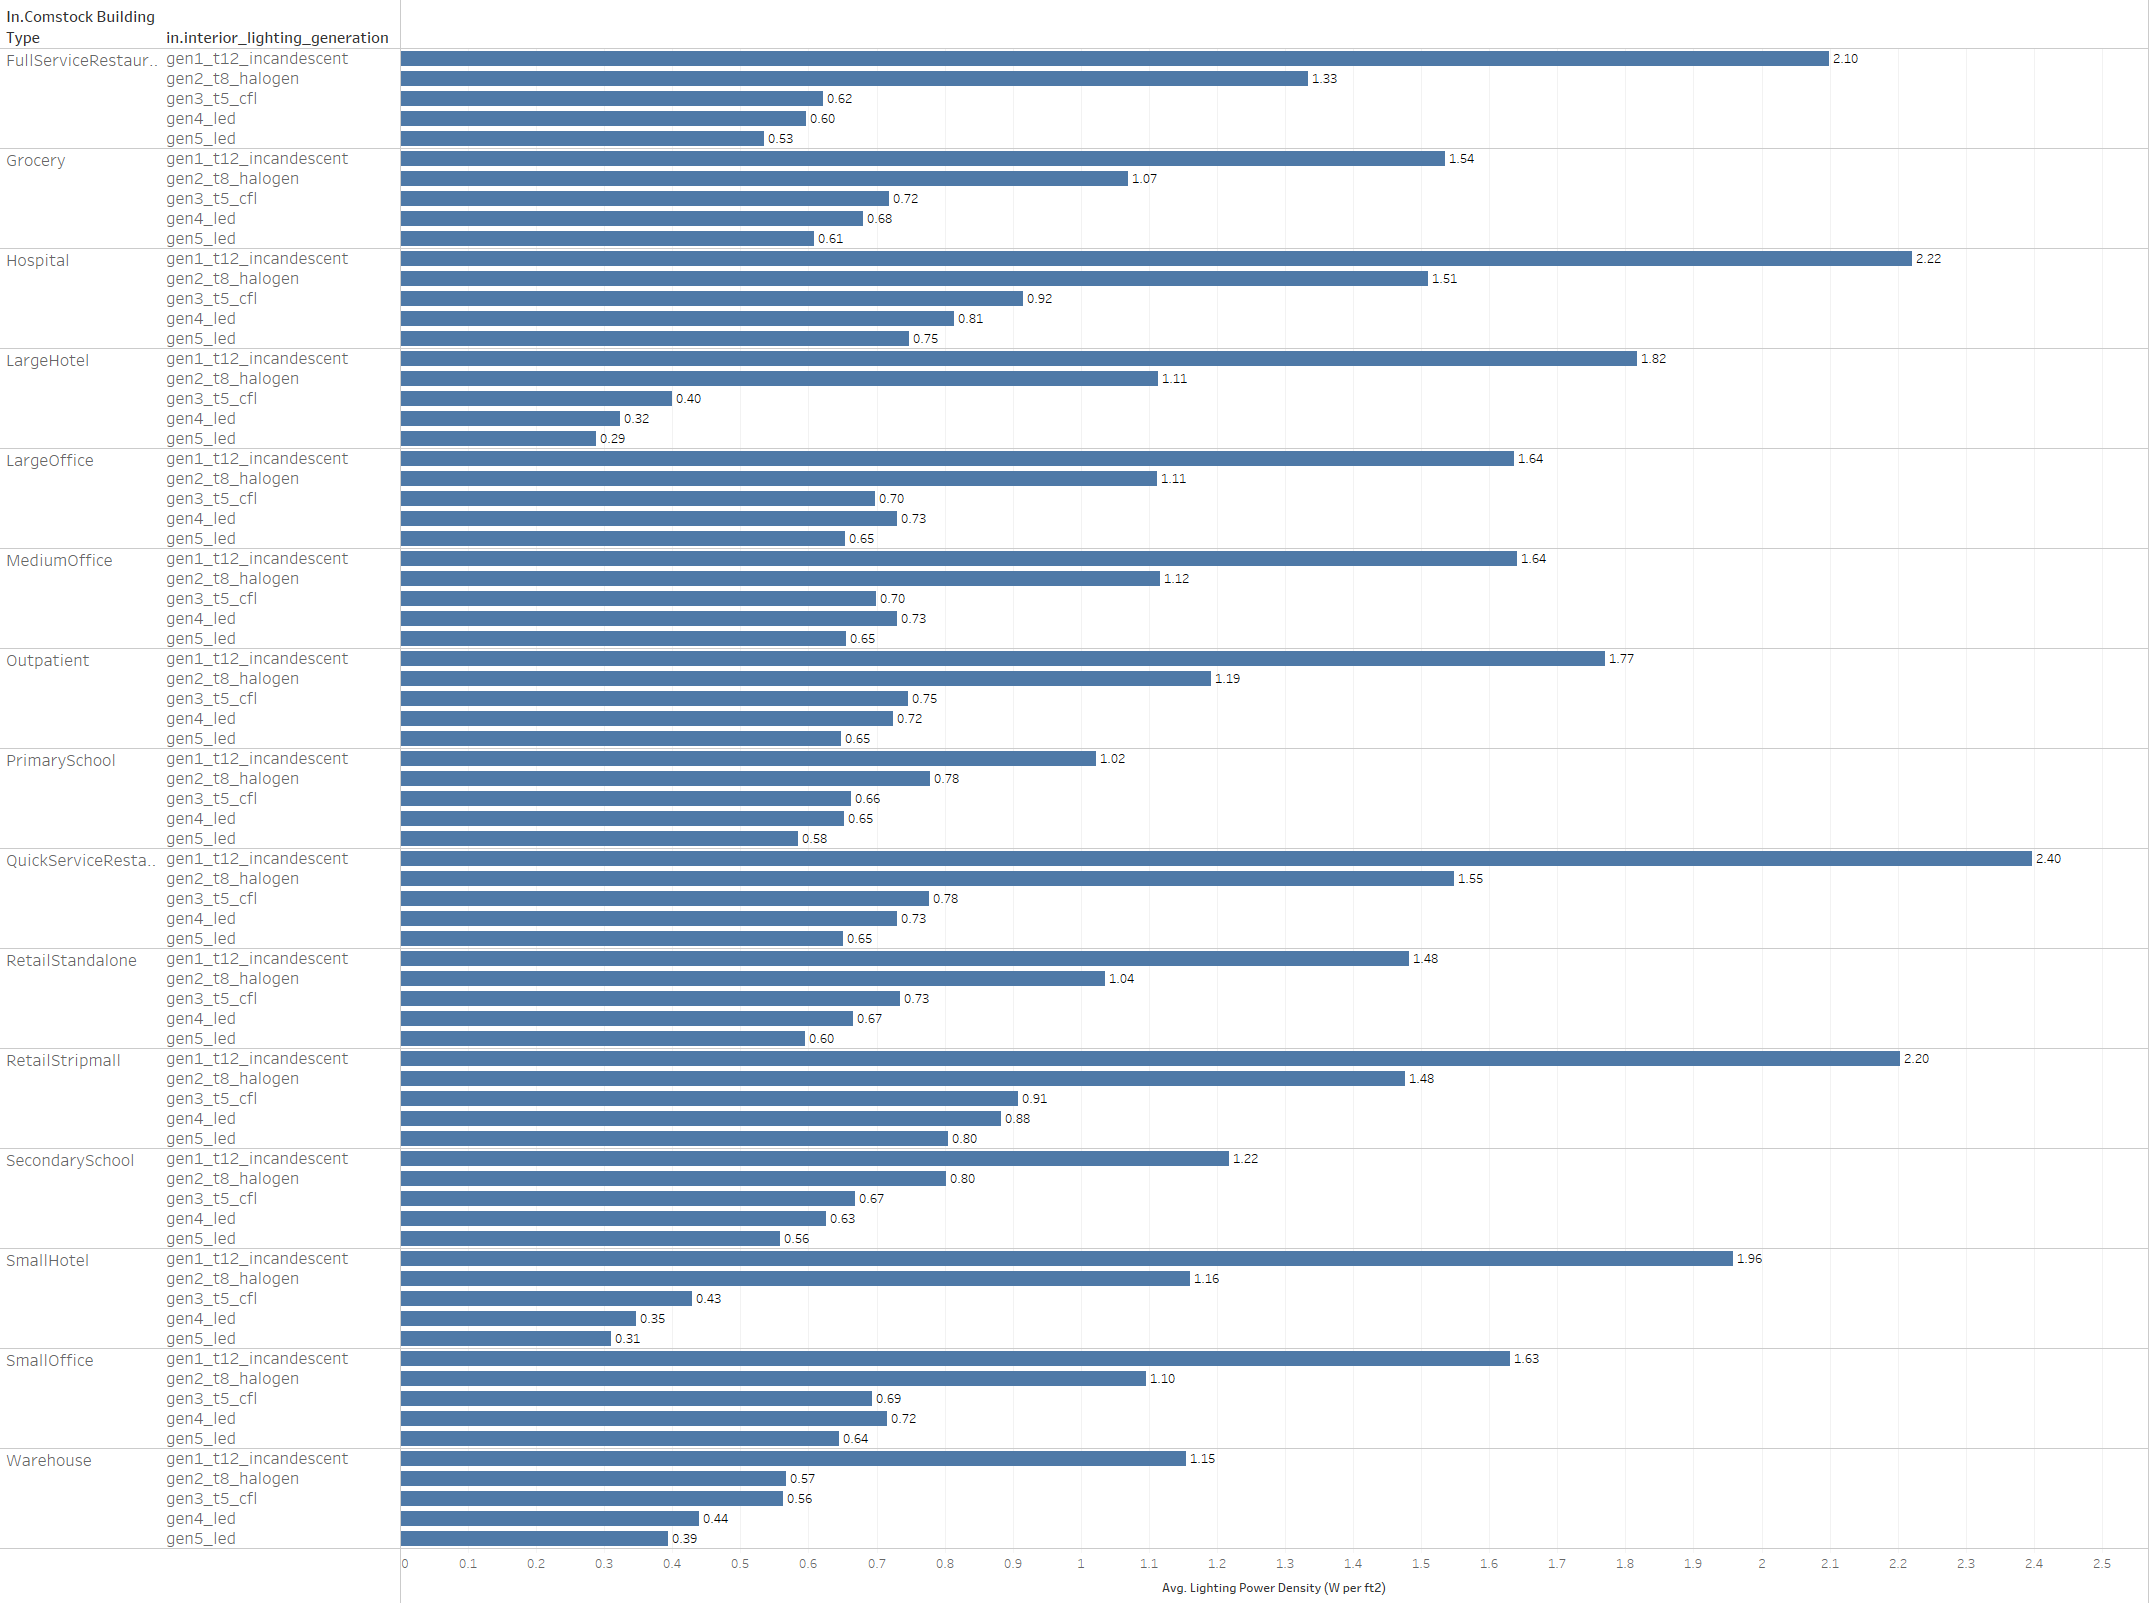 In.Comstock Building
Type in.interior_lighting_generation
FullServiceRestaur.. gen1_t12_incandescent 2.10
gen2_t8_halogen 1.33
gen3_t5_cfl 0.62
gen4_led 0.60
gen5_led 0.53
Grocery gen1_t12_incandescent 1.54
gen2_t8_halogen 1.07
gen3_t5_cfl 0.72
gen4_led 0.68
gen5_led 0.61
Hospital gen1_t12_incandescent 2.22
gen2_t8_halogen 1.51
gen3_t5_cfl 0.92
gen4_led 0.81
gen5_led 0.75
LargeHotel gen1_t12_incandescent 1.82
gen2_t8_halogen 1.11
gen3_t5_cfl 0.40
gen4_led 0.32
gen5_led 0.29
LargeOffice gen1_t12_incandescent 1.64
gen2_t8_halogen 1.11
gen3_t5_cfl 0.70
gen4_led 0.73
gen5_led 0.65
MediumOffice gen1_t12_incandescent 1.64
gen2_t8_halogen 1.12
gen3_t5_cfl 0.70
gen4_led 0.73
gen5_led 0.65
Outpatient gen1_t12_incandescent 1.77
gen2_t8_halogen 1.19
gen3_t5_cfl 0.75
gen4_led 0.72
gen5_led 0.65
PrimarySchool gen1_t12_incandescent 1.02
gen2_t8_halogen 0.78
gen3_t5_cfl 0.66
gen4_led 0.65
gen5_led 0.58
QuickServiceResta.. gen1_t12_incandescent 2.40
gen2_t8_halogen 1.55
gen3_t5_cfl 0.78
gen4_led 0.73
gen5_led 0.65
RetailStandalone gen1_t12_incandescent 1.48
gen2_t8_halogen 1.04
gen3_t5_cfl 0.73
gen4_led 0.67
gen5_led 0.60
RetailStripmall gen1_t12_incandescent 2.20
gen2_t8_halogen 1.48
gen3_t5_cfl 0.91
gen4_led 0.88
gen5_led 0.80
SecondarySchool gen1_t12_incandescent 1.22
gen2_t8_halogen 0.80
gen3_t5_cfl 0.67
gen4_led 0.63
gen5_led 0.56
SmallHotel gen1_t12_incandescent 1.96
gen2_t8_halogen 1.16
gen3_t5_cfl 0.43
gen4_led 0.35
gen5_led 0.31
SmallOffice gen1_t12_incandescent 1.63
gen2_t8_halogen 1.10
gen3_t5_cfl 0.69
gen4_led 0.72
gen5_led 0.64
Warehouse gen1_t12_incandescent 1.15
gen2_t8_halogen 0.57
gen3_t5_cfl 0.56
gen4_led 0.44
gen5_led 0.39
0 0.1 0.2 0.3 0.4 0.5 0.6 0.7 0.8 0.9 1 1.1 1.2 1.3 1.4 1.5 1.6 1.7 1.8 1.9 2 2.1 2.2 2.3 2.4 2.5
Avg. Lighting Power Density (W per ft2)